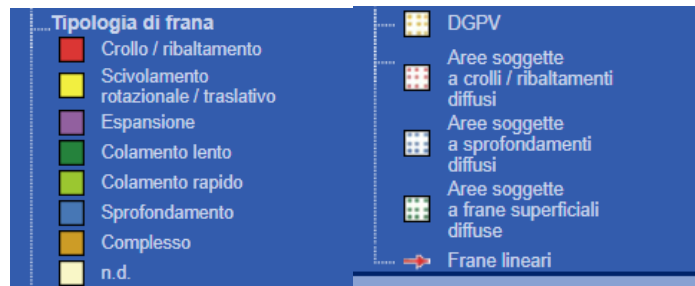 Tipologia di frana
Crollo / ribaltamento
Scivolamento
rotazionale / traslativo
Espansione
Colamento lento
Colamento rapido
Sprofondamento
Complesso
n.d.
DGPV
Aree soggette
a crolli / ribaltamenti
diffusi
Aree soggette
a sprofondamenti
diffusi
Aree soggette
a frane superficiali
diffuse
Frane lineari